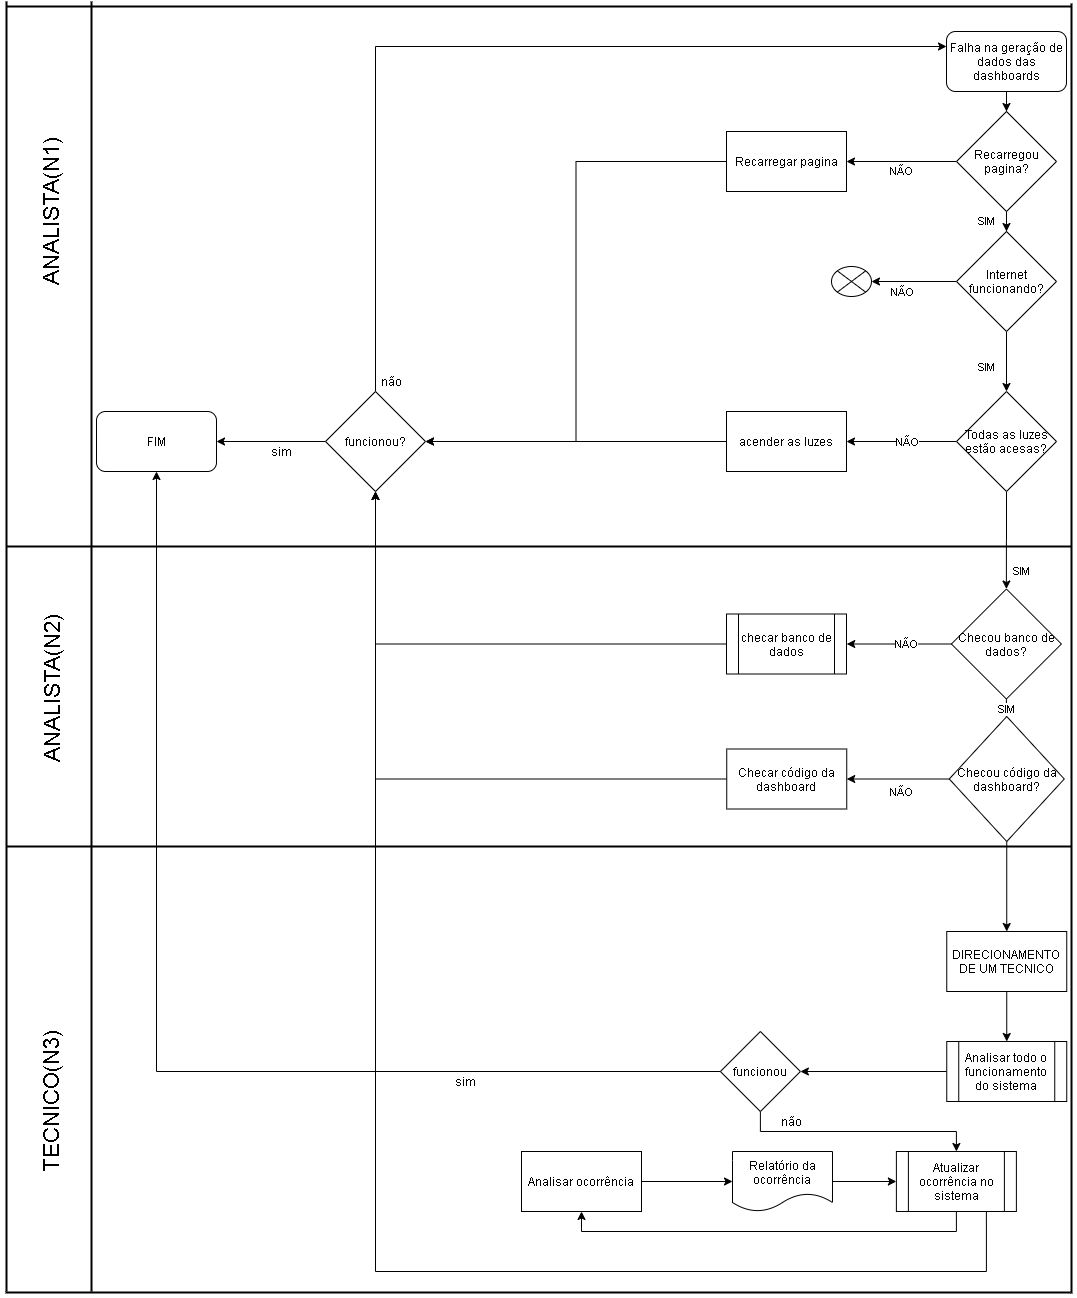 ANALISTA(N1)
Falha na geração de
dados das
dashboards
Recarregou
pagina?
NÃO
Recarregar pagina
SIM
Internet
funcionando?
NÃO
SIM
não
Todas as luzes
estão acesas?
NÃO
acender as luzes
funcionou?
sim
FIM
ANALISTA(N2)
SIM
Checou banco de
dados?
NÃO
checar banco de
dados
SIM
Checou código da
dashboard?
NÃO
Checar código da
dashboard
TECNICO(N3)
DIRECIONAMENTO
DE UM TECNICO
Analisar todo o
funcionamento
do sistema
funcionou
sim
não
Analisar ocorrência
Relatório da
ocorrência
Atualizar
ocorrência no
sistema